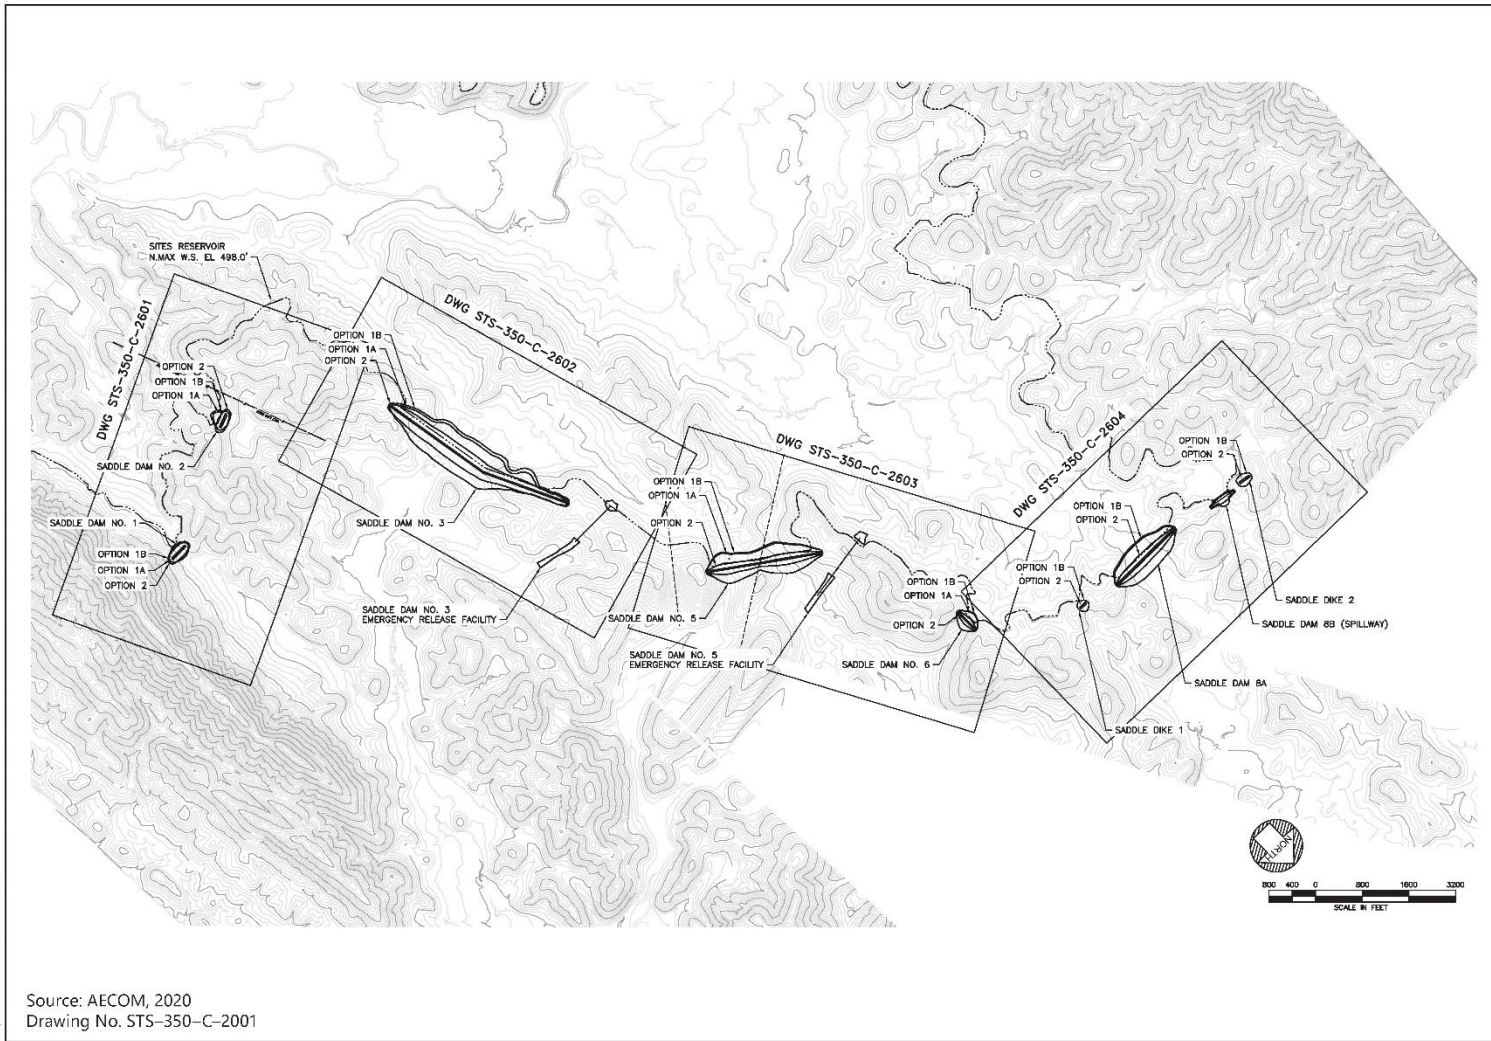 SITES RESERVOIR
N.MAX W.S. EL 498.0'
DWG STS-350-C-2601
OPTION 2
OPTION 1B
OPTION 1A
SADDLE DAM NO. 2
SADDLE DAM NO. 1
OPTION 1B
OPTION 1A
OPTION 2
DWG STS-350-C-2602
OPTION 1B
OPTION 1A
OPTION 2
SADDLE DAM NO. 3
SADDLE DAM NO. 3
EMERGENCY RELEASE FACILITY
DWG STS-350-C-2603
OPTION 1B
OPTION 1A
OPTION 2
SADDLE DAM NO. 5
SADDLE DAM NO. 5
EMERGENCY RELEASE FACILITY
OPTION 1B
OPTION 1A
OPTION 2
SADDLE DAM NO. 6
DWG STS-350-C-2604
OPTION 1B
OPTION 2
OPTION 1B
OPTION 2
OPTION 1B
OPTION 2
SADDLE DIKE 2
SADDLE DAM 8B (SPILLWAY)
SADDLE DAM 8A
SADDLE DIKE 1
NORTH
800 400 0 800 1600 3200
SCALE IN FEET
Source: AECOM, 2020
Drawing No. STS–350–C–2001